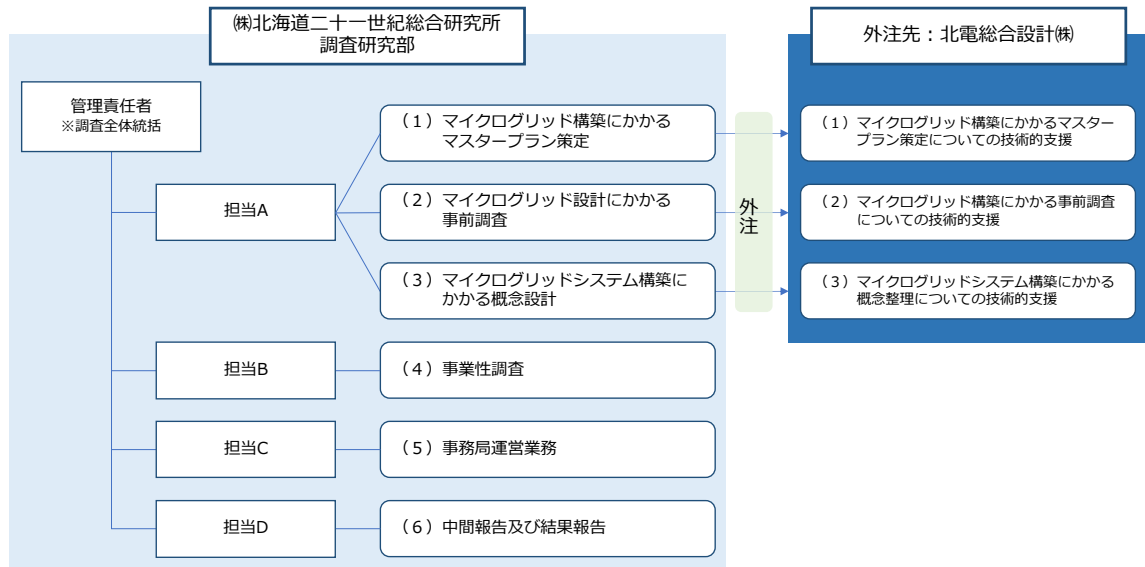 ㈱北海道二十一世紀総合研究所
調査研究部
管理責任者
※調査全体統括
担当A
（１）マイクログリッド構築にかかる
マスタープラン策定
（２）マイクログリッド設計にかかる
事前調査
（３）マイクログリッドシステム構築に
かかる概念設計
担当B
（４）事業性調査
担当C
（５）事務局運営業務
担当D
（６）中間報告及び結果報告
外注
外注先：北電総合設計㈱
（１）マイクログリッド構築にかかるマスター
プラン策定についての技術的支援
（２）マイクログリッド構築にかかる事前調査
についての技術的支援
（３）マイクログリッドシステム構築にかかる
概念整理についての技術的支援